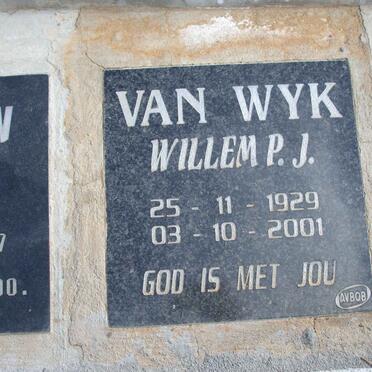 VAN WYK
WILLEM P. J.
25 - 11 - 1929
03 - 10 - 2001
GOD IS MET JOU
AVBOB